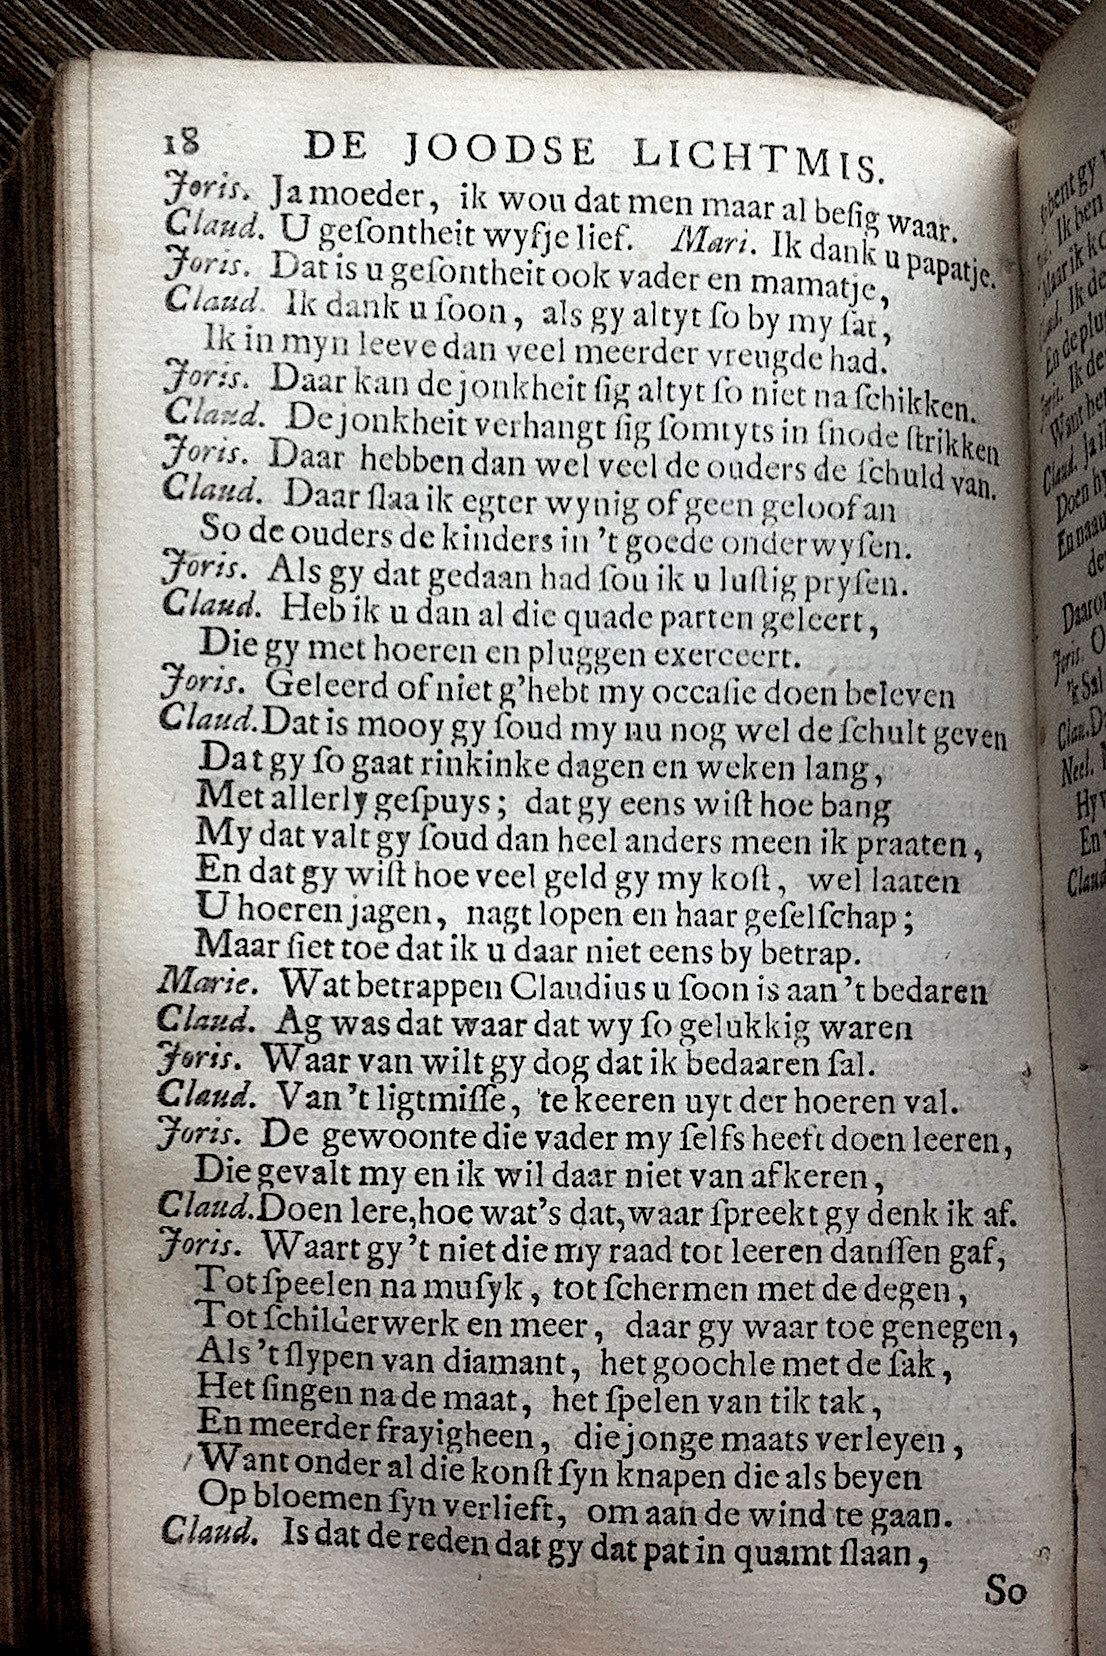 18 DE JOODSE LICHTMIS.
Joris. Ja moeder, ik wou dat men maar al beſig waar.
Claud. U geſontheit wyfje lief. Mari. Ik dank u papatje.
Joris. Dat is u geſontheit ook vader en mamatje,
Claud. Ik dank u ſoon, als gy altyt ſo by my ſat,
Ik in myn leeve dan veel meerder vreugde had.
Joris. Daar kan de jonkheit ſig altyt ſo niet na ſchikken.
Claud. De jonkheit verhangt ſig ſomtyts in ſnode ſtrikken
Joris. Daar hebben dan wel veel de ouders de ſchuld van.
Claud. Daar ſlaa ik egter wynig of geen geloof an
So de ouders de kinders in 't goede onderwyſen.
Joris. Als gy dat gedaan had ſou ik u luſtig pryſen.
Claud. Heb ik u dan al die quade parten geleert,
Die gy met hoeren en pluggen exerceert.
Joris. Geleerd of niet g'hebt my occaſie doen beleven
Claud. Dat is mooy gy ſoud my nu nog wel de ſchult geven
Dat gy ſo gaat rinkinke dagen en weken lang,
Met allerly geſpuys; dat gy eens wiſt hoe bang
My dat valt gy ſoud dan heel anders meen ik praaten,
En dat gy wiſt hoe veel geld gy my koſt, wel laaten
U hoeren jagen, nagt lopen en haar geſelſchap;
Maar ſiet toe dat ik u daar niet eens by betrap.
Marie. Wat betrappen Claudius u ſoon is aan 't bedaren
Claud. Ag was dat waar dat wy ſo gelukkig waren
Joris. Waar van wilt gy dog dat ik bedaaren ſal.
Claud. Van 't ligtmiſſe, te keeren uyt der hoeren val.
Joris. De gewoonte die vader my ſelfs heeft doen leeren,
Die gevalt my en ik wil daar niet van afkeren,
Claud. Doen lere, hoe wat's dat, waar ſpreekt gy denk ik af.
Joris. Waart gy 't niet die my raad tot leeren danſſen gaf,
Tot ſpeelen na muſyk, tot ſchermen met de degen,
Tot ſchilderwerk en meer, daar gy waar toe genegen,
Als 't ſlypen van diamant, het goochle met de ſak,
Het ſingen na de maat, het ſpelen van tik tak,
En meerder frayigheen, die jonge maats verleyen,
Want onder al die konſt ſyn knapen die als beyen
Op bloemen ſyn verlieft, om aan de wind te gaan.
Claud. Is dat de reden dat gy dat pat in quamt ſlaan,
So